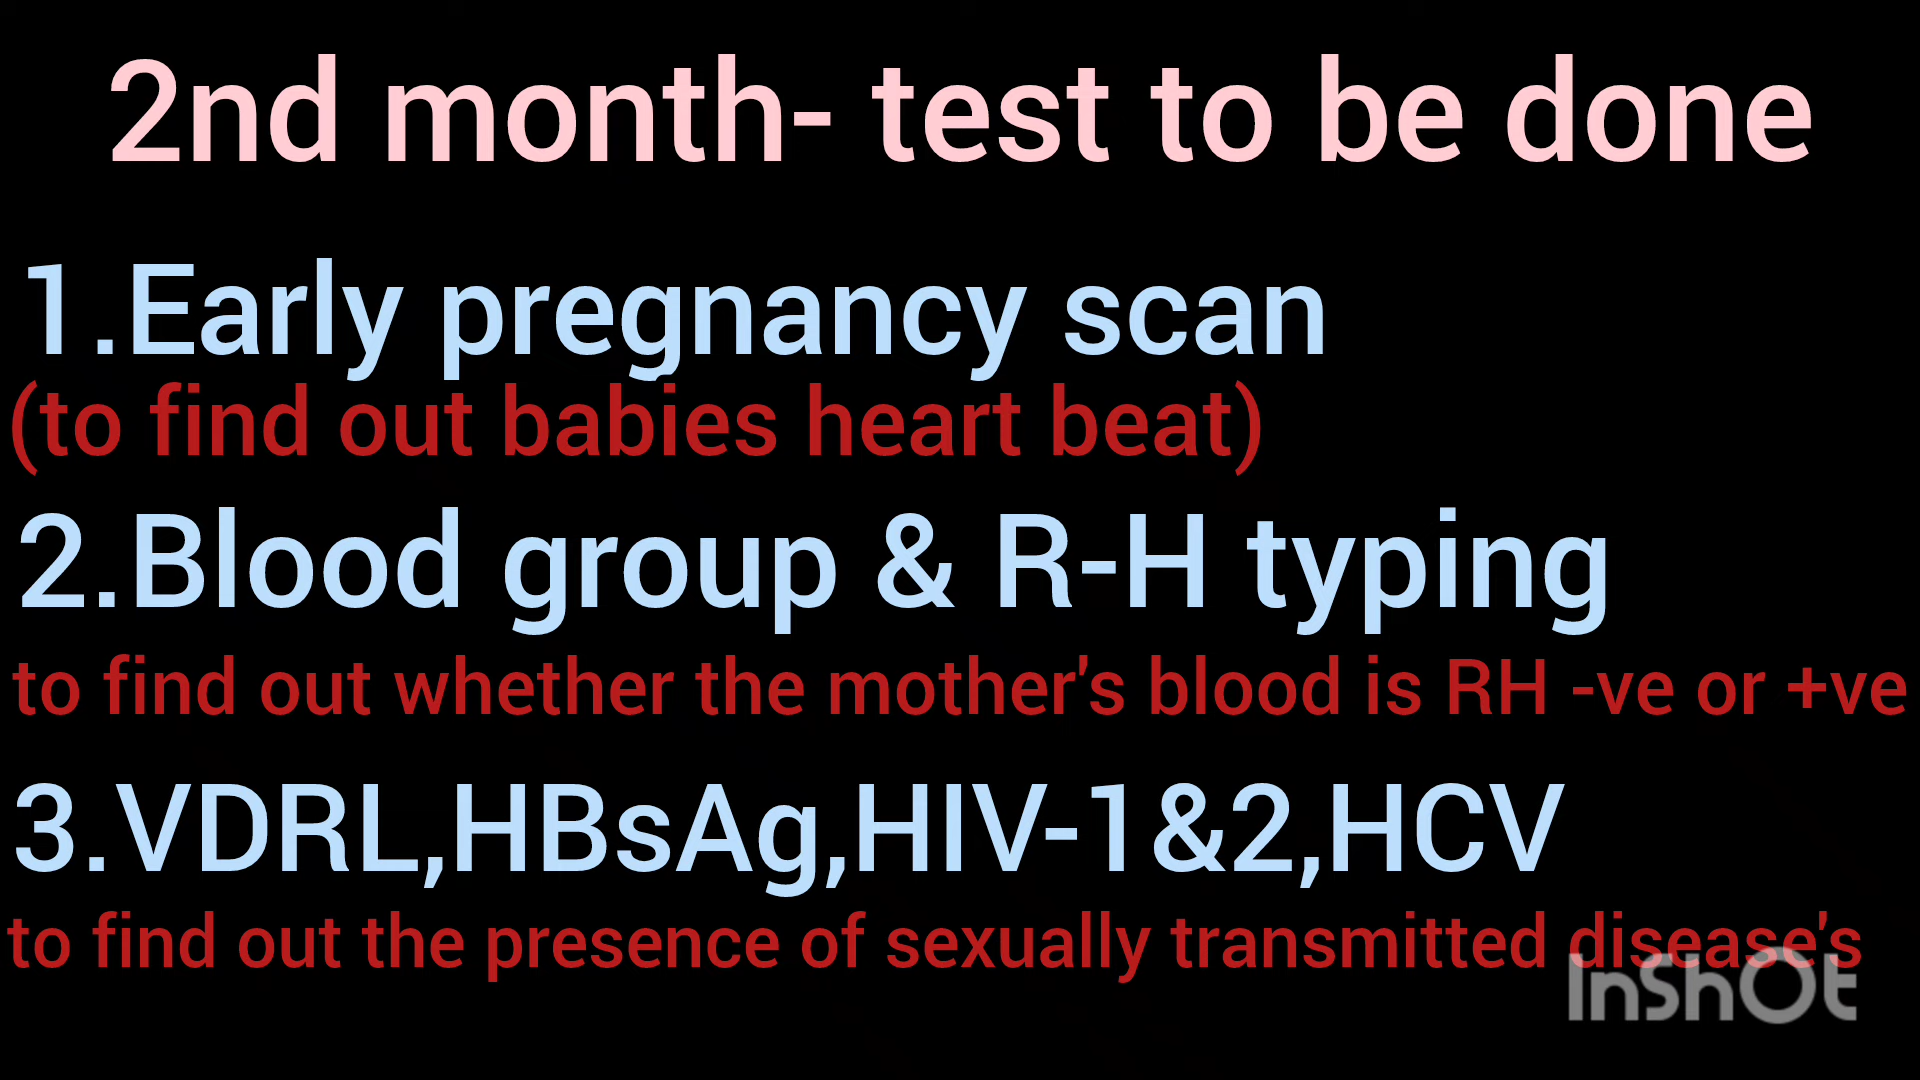 2nd month- test to be done
1.Early pregnancy scan
(to find out babies heart beat)
2.Blood group & R-H typing
to find out whether the mother's blood is RH -ve or +ve
3.VDRL,HBsAg,HIV-1&2,HCV
to find out the presence of sexually transmitted disease's
InShOt